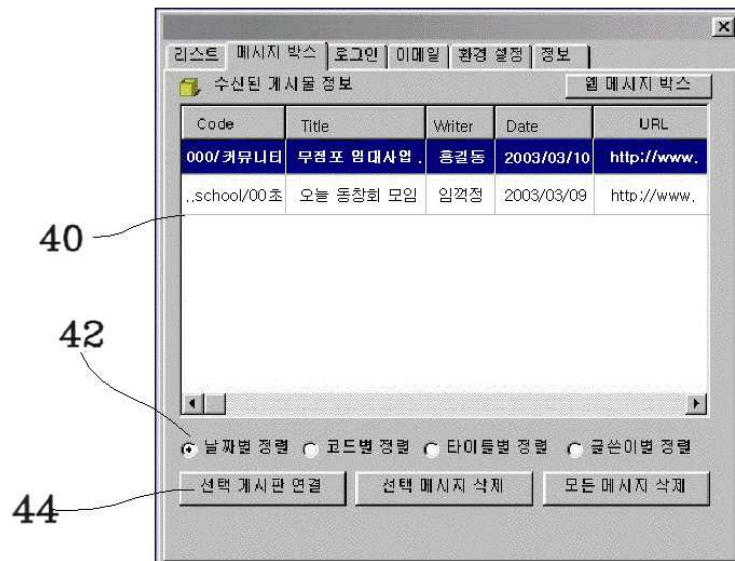 리스트 메시지 박스 로그인 이메일 환경 설정 정보
수신된 게시물 정보 웹 메시지 박스
Code Title Writer Date URL
000/커뮤니티 무점포 임대사업 . 홍길동 2003/03/10 http://www.
..school/00초 오늘 동창회 모임 임꺽정 2003/03/09 http://www.
40
42
날짜별 정렬 코드별 정렬 타이틀별 정렬 글쓴이별 정렬
선택 게시판 연결 선택 메시지 삭제 모든 메시지 삭제
44